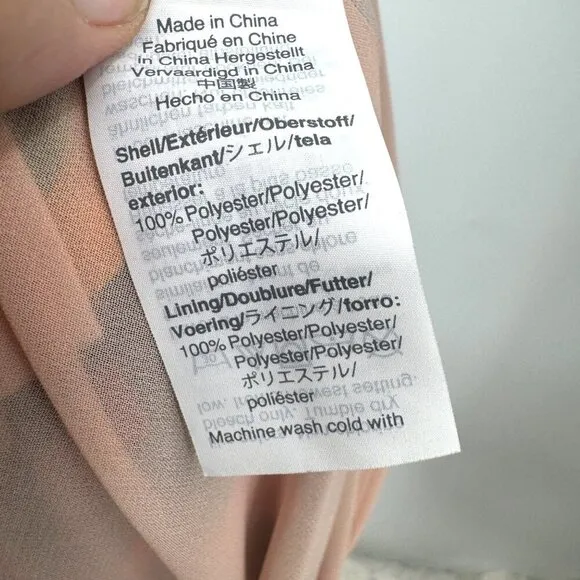 Made in China
Fabriqué en Chine
in China Hergestellt
Vervaardigd in China
中国製
Hecho en China
Shell/Extérieur/Oberstoff/
Buitenkant/シェル/tela
exterior:
100% Polyester/Polyester/
Polyester/Polyester/
ポリエステル/
poliéster
Lining/Doublure/Futter/
Voering/ライニング/forro:
100% Polyester/Polyester/
Polyester/Polyester/
ポリエステル/
poliéster
Machine wash cold with